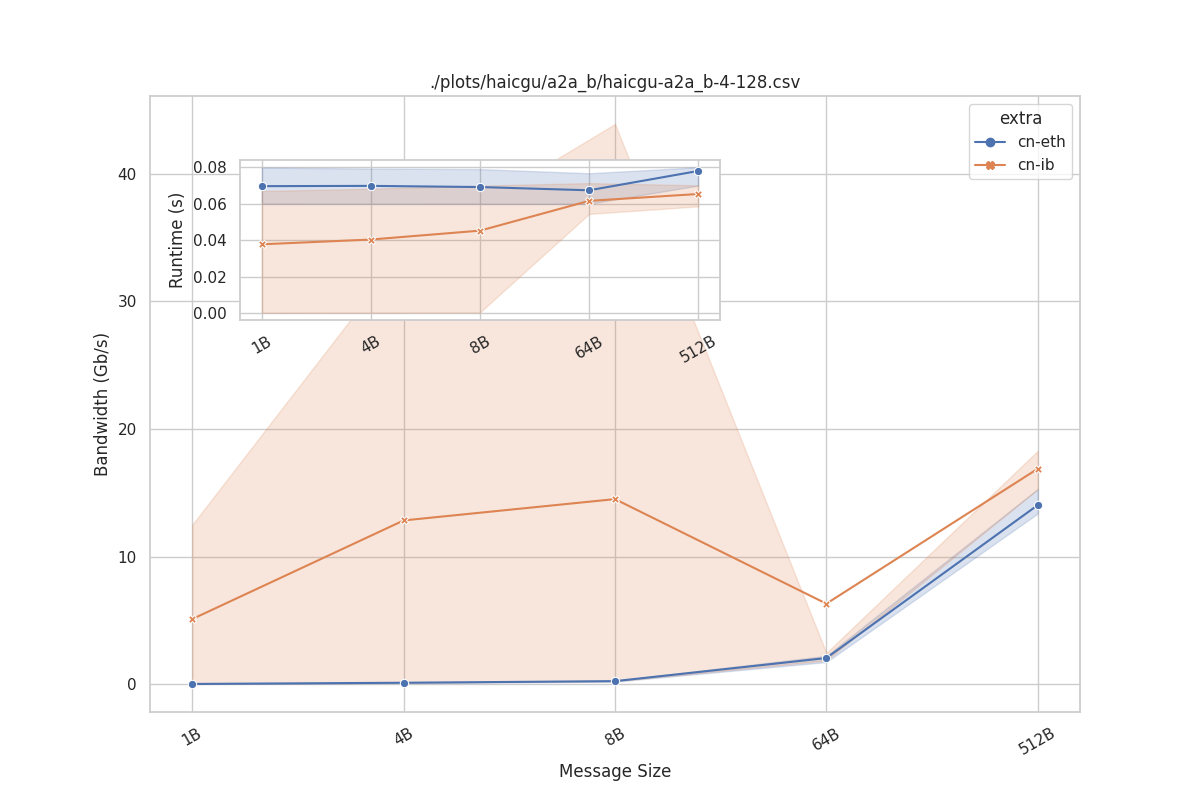 ./plots/haicgu/a2a_b/haicgu-a2a_b-4-128.csv
extra
cn-eth
cn-ib
Bandwidth (Gb/s)
40
30
20
10
0
Runtime (s)
0.08
0.06
0.04
0.02
0.00
1B 4B 8B 64B 512B
1B 4B 8B 64B 512B
Message Size